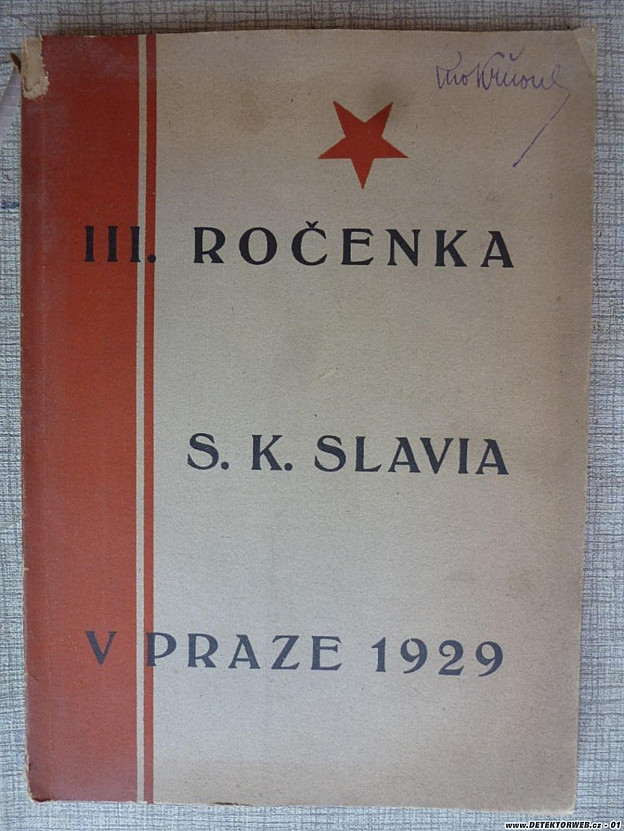 III. ROČENKA
S. K. SLAVIA
V PRAZE 1929
www.DETEKTORWEB.cz - 01